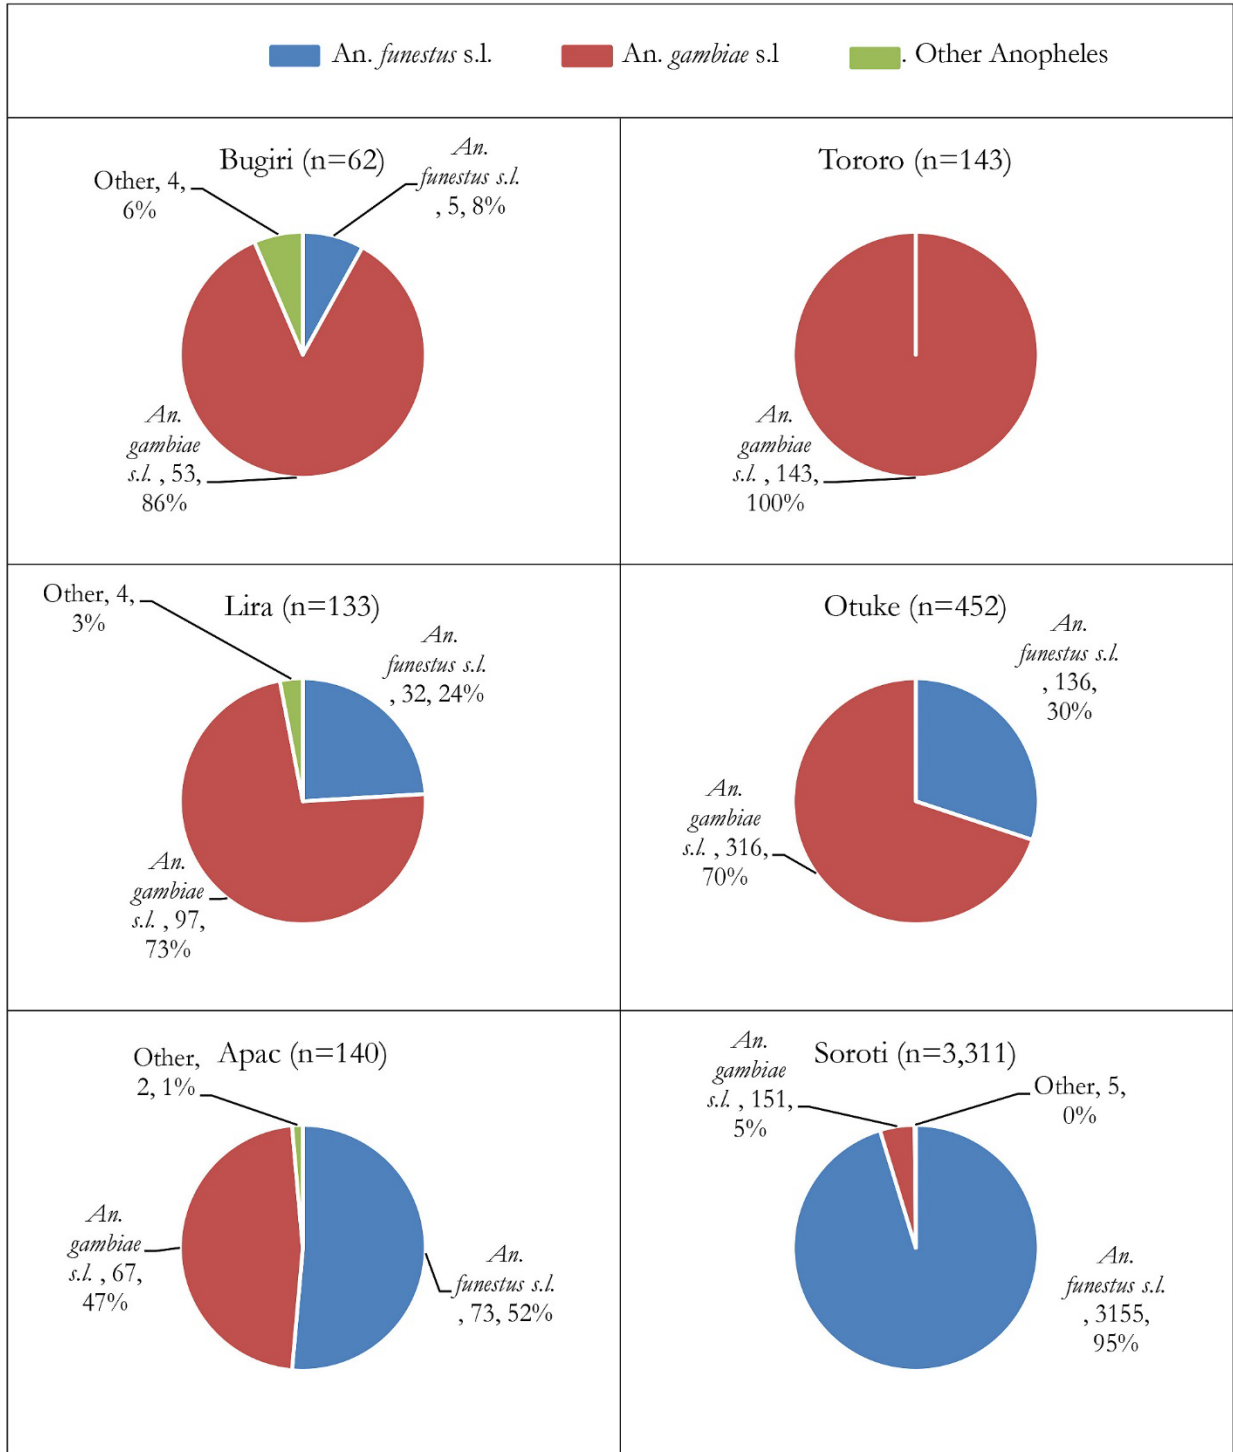 An. funestus s.l.
An. gambiae s.l
. Other Anopheles
Bugiri (n=62)
Other, 4,
6%
An.
funestus s.l.
, 5, 8%
An.
gambiae
s.l. , 53,
86%
Tororo (n=143)
An.
gambiae
s.l. , 143,
100%
Lira (n=133)
Other, 4,
3%
An.
funestus s.l.
, 32, 24%
An.
gambiae
s.l. , 97,
73%
Otuke (n=452)
An.
funestus s.l.
, 136,
30%
An.
gambiae
s.l. , 316,
70%
Apac (n=140)
Other,
2, 1%
An.
gambiae
s.l. , 67,
47%
An.
funestus s.l.
, 73, 52%
Soroti (n=3,311)
An.
gambiae
s.l. , 151,
5%
Other, 5,
0%
An.
funestus s.l.
, 3155,
95%